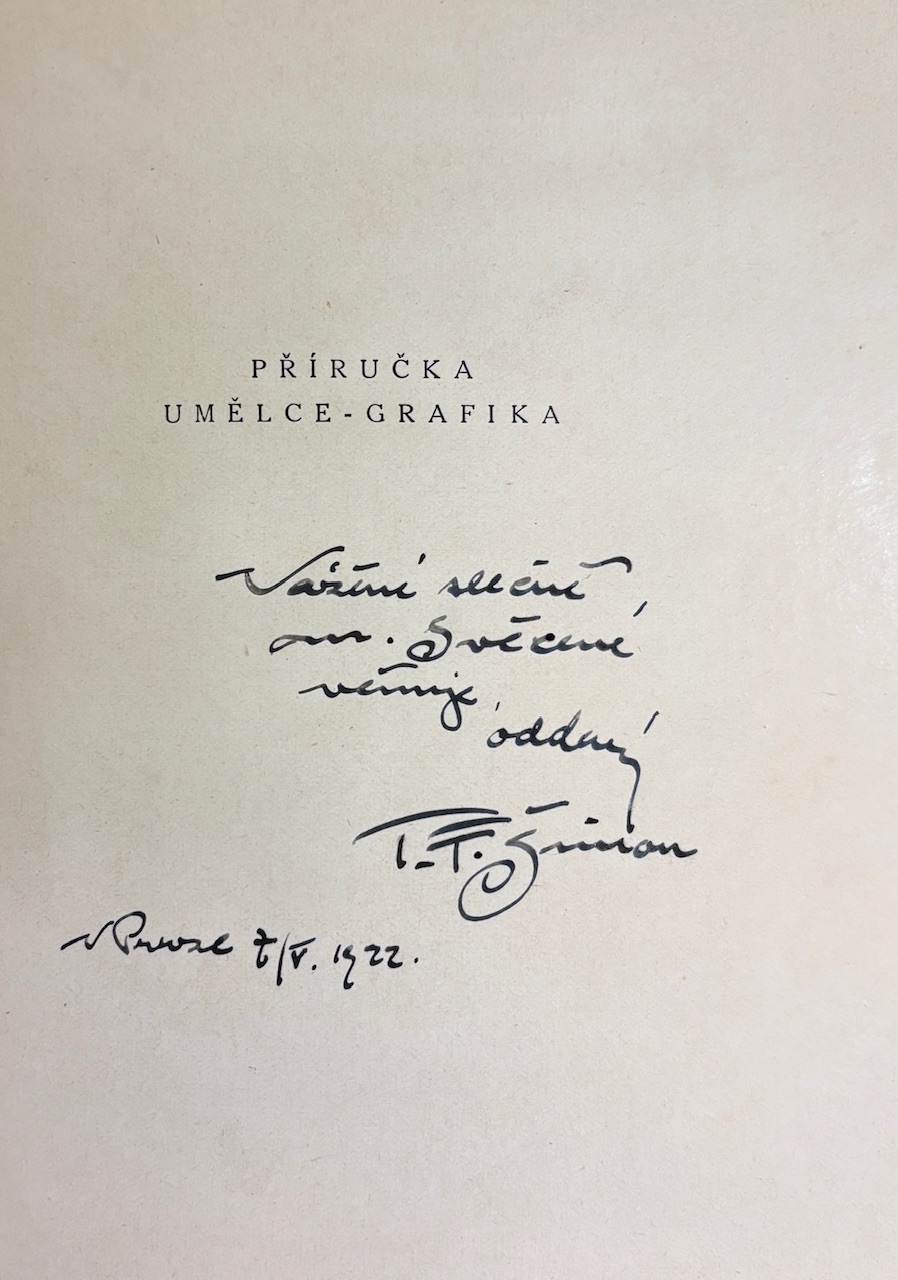 PŘÍRUČKA
UMĚLCE-GRAFIKA
Vážené slečně
m. Svěcené
věnuje
oddaný
T.F. Šimon
v Praze 7/V. 1922.